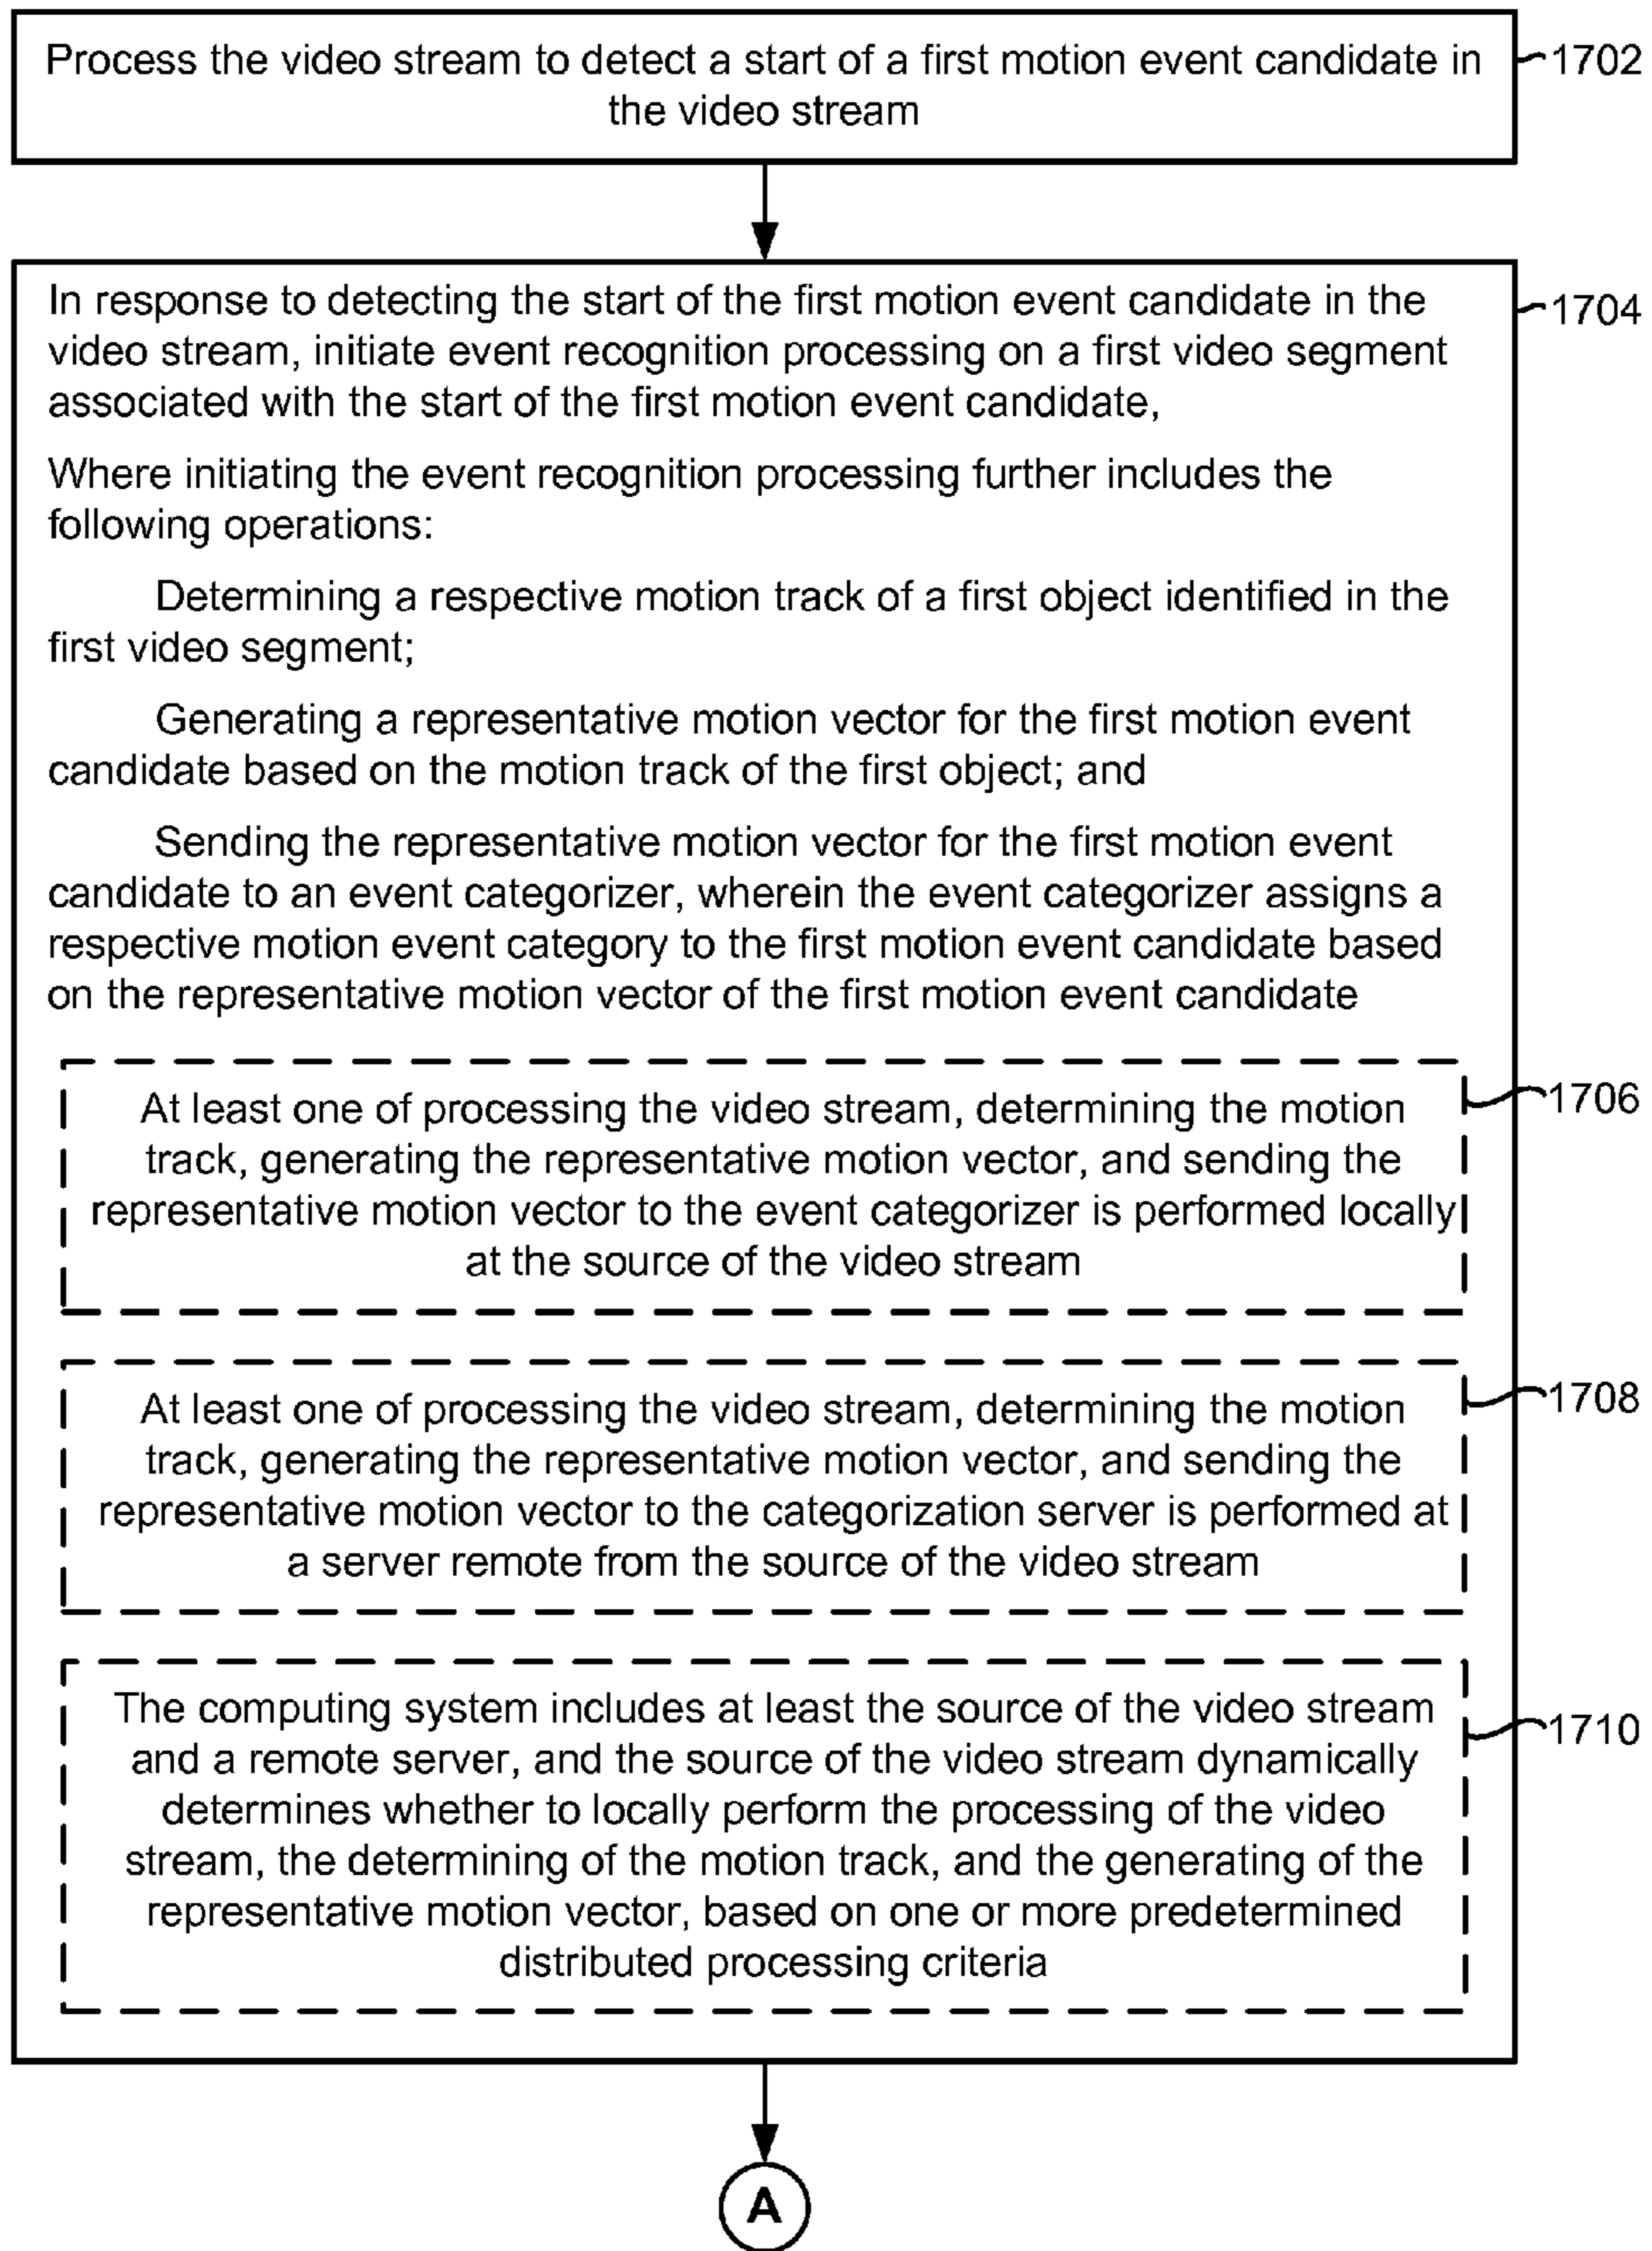 Process the video stream to detect a start of a first motion event candidate in
the video stream
1702
In response to detecting the start of the first motion event candidate in the
video stream, initiate event recognition processing on a first video segment
associated with the start of the first motion event candidate,
1704
Where initiating the event recognition processing further includes the
following operations:
Determining a respective motion track of a first object identified in the
first video segment;
Generating a representative motion vector for the first motion event
candidate based on the motion track of the first object; and
Sending the representative motion vector for the first motion event
candidate to an event categorizer, wherein the event categorizer assigns a
respective motion event category to the first motion event candidate based
on the representative motion vector of the first motion event candidate
At least one of processing the video stream, determining the motion
track, generating the representative motion vector, and sending the
representative motion vector to the event categorizer is performed locally
at the source of the video stream
1706
At least one of processing the video stream, determining the motion
track, generating the representative motion vector, and sending the
representative motion vector to the categorization server is performed at
a server remote from the source of the video stream
1708
The computing system includes at least the source of the video stream
and a remote server, and the source of the video stream dynamically
determines whether to locally perform the processing of the video
stream, the determining of the motion track, and the generating of the
representative motion vector, based on one or more predetermined
distributed processing criteria
1710
A